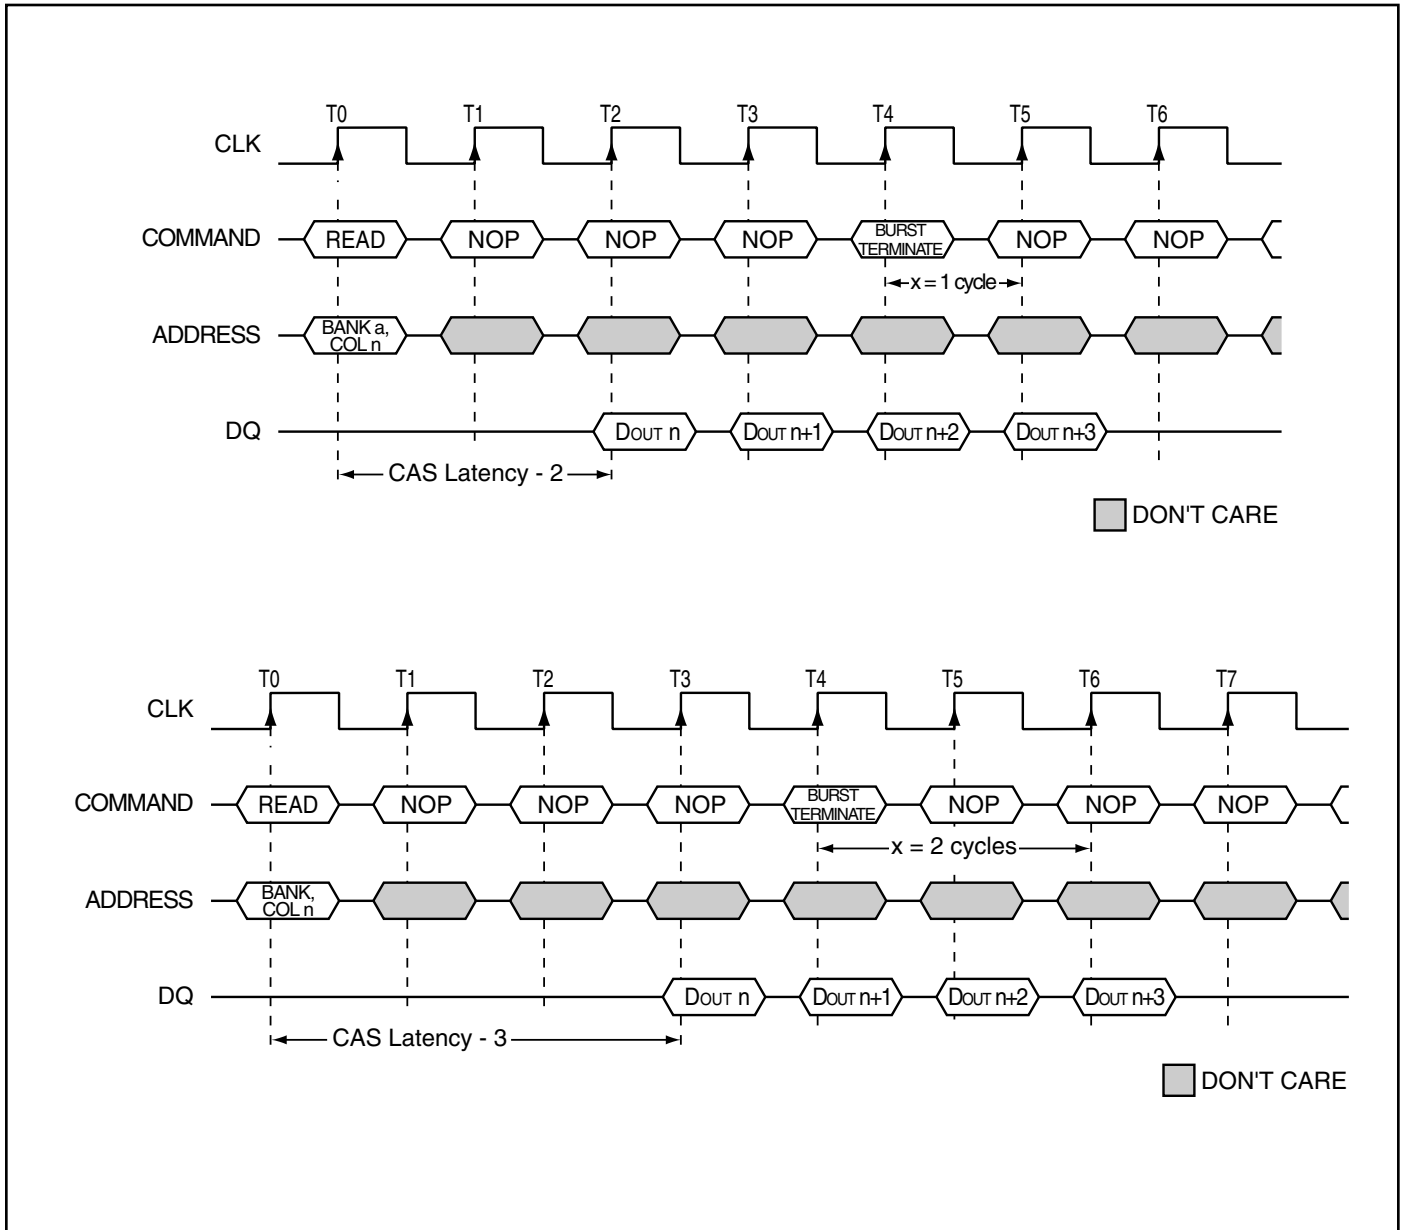 T0 T1 T2 T3 T4 T5 T6
CLK
COMMAND READ NOP NOP NOP BURST TERMINATE NOP NOP
x = 1 cycle
ADDRESS BANK a, COL n
DQ DOUT n DOUT n+1 DOUT n+2 DOUT n+3
CAS Latency - 2
DON'T CARE
T0 T1 T2 T3 T4 T5 T6 T7
CLK
COMMAND READ NOP NOP NOP BURST TERMINATE NOP NOP NOP
x = 2 cycles
ADDRESS BANK, COL n
DQ DOUT n DOUT n+1 DOUT n+2 DOUT n+3
CAS Latency - 3
DON'T CARE